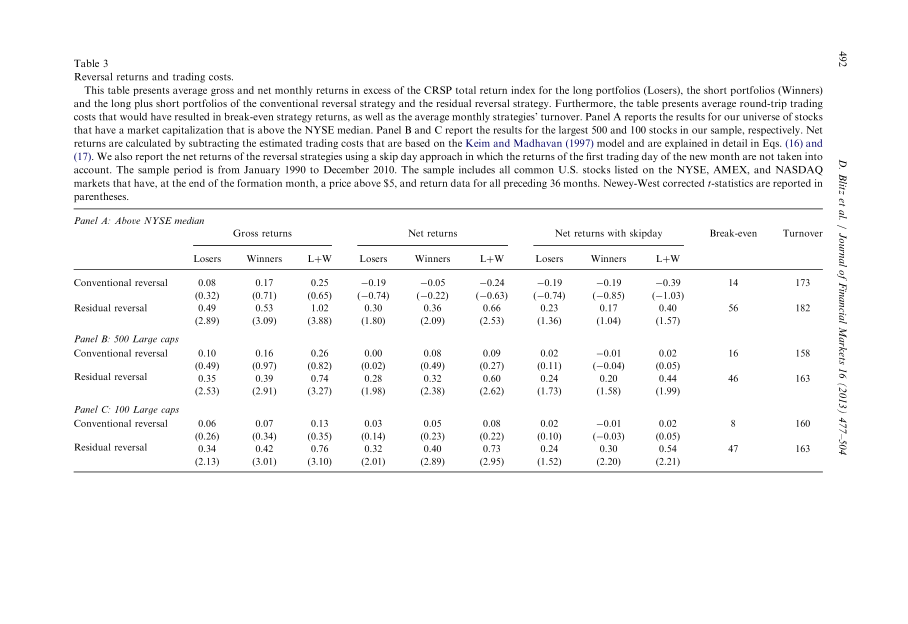 492
D. Blitz et al. / Journal of Financial Markets 16 (2013) 477–504
Table 3
Reversal returns and trading costs.
This table presents average gross and net monthly returns in excess of the CRSP total return index for the long portfolios (Losers), the short portfolios (Winners)
and the long plus short portfolios of the conventional reversal strategy and the residual reversal strategy. Furthermore, the table presents average round-trip trading
costs that would have resulted in break-even strategy returns, as well as the average monthly strategies' turnover. Panel A reports the results for our universe of stocks
that have a market capitalization that is above the NYSE median. Panel B and C report the results for the largest 500 and 100 stocks in our sample, respectively. Net
returns are calculated by subtracting the estimated trading costs that are based on the Keim and Madhavan (1997) model and are explained in detail in Eqs. (16) and
(17). We also report the net returns of the reversal strategies using a skip day approach in which the returns of the first trading day of the new month are not taken into
account. The sample period is from January 1990 to December 2010. The sample includes all common U.S. stocks listed on the NYSE, AMEX, and NASDAQ
markets that have, at the end of the formation month, a price above $5, and return data for all preceding 36 months. Newey-West corrected t-statistics are reported in
parentheses.
Panel A: Above NYSE median
Gross returns Net returns Net returns with skipday Break-even Turnover
Losers Winners L+W Losers Winners L+W Losers Winners L+W
Conventional reversal 0.08 0.17 0.25 −0.19 −0.05 −0.24 −0.19 −0.19 −0.39 14 173
(0.32) (0.71) (0.65) (−0.74) (−0.22) (−0.63) (−0.74) (−0.85) (−1.03)
Residual reversal 0.49 0.53 1.02 0.30 0.36 0.66 0.23 0.17 0.40 56 182
(2.89) (3.09) (3.88) (1.80) (2.09) (2.53) (1.36) (1.04) (1.57)
Panel B: 500 Large caps
Conventional reversal 0.10 0.16 0.26 0.00 0.08 0.09 0.02 −0.01 0.02 16 158
(0.49) (0.97) (0.82) (0.02) (0.49) (0.27) (0.11) (−0.04) (0.05)
Residual reversal 0.35 0.39 0.74 0.28 0.32 0.60 0.24 0.20 0.44 46 163
(2.53) (2.91) (3.27) (1.98) (2.38) (2.62) (1.73) (1.58) (1.99)
Panel C: 100 Large caps
Conventional reversal 0.06 0.07 0.13 0.03 0.05 0.08 0.02 −0.01 0.02 8 160
(0.26) (0.34) (0.35) (0.14) (0.23) (0.22) (0.10) (−0.03) (0.05)
Residual reversal 0.34 0.42 0.76 0.32 0.40 0.73 0.24 0.30 0.54 47 163
(2.13) (3.01) (3.10) (2.01) (2.89) (2.95) (1.52) (2.20) (2.21)